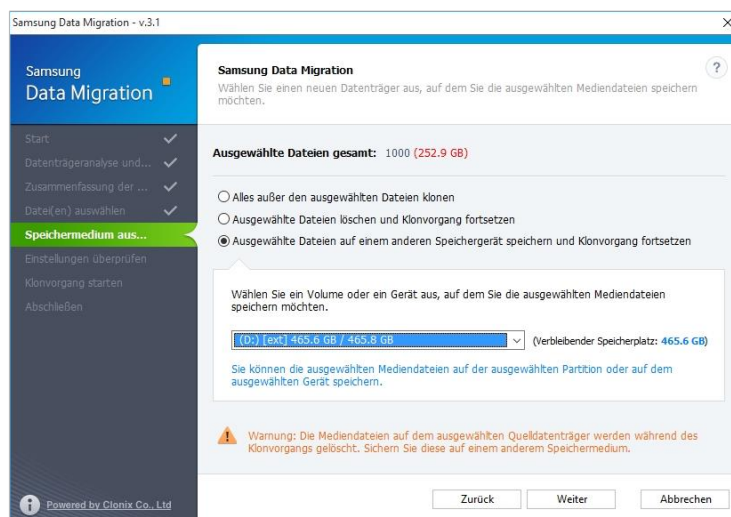 Samsung Data Migration - v.3.1
Samsung
Data Migration
Start
Datenträgeranalyse und...
Zusammenfassung der ...
Datei(en) auswählen
Speichermedium aus...
Einstellungen überprüfen
Klonvorgang starten
Abschließen
Powered by Clonix Co., Ltd
Samsung Data Migration
?
Wählen Sie einen neuen Datenträger aus, auf dem Sie die ausgewählten Mediendateien speichern
möchten.
Ausgewählte Dateien gesamt: 1000 (252.9 GB)
Alles außer den ausgewählten Dateien klonen
Ausgewählte Dateien löschen und Klonvorgang fortsetzen
Ausgewählte Dateien auf einem anderen Speichergerät speichern und Klonvorgang fortsetzen
Wählen Sie ein Volume oder ein Gerät aus, auf dem Sie die ausgewählten Mediendateien
speichern möchten.
(D:) [ext] 465.6 GB / 465.8 GB (Verbleibender Speicherplatz: 465.6 GB)
Sie können die ausgewählten Mediendateien auf der ausgewählten Partition oder auf dem
ausgewählten Gerät speichern.
Warnung: Die Mediendateien auf dem ausgewählten Quelldatenträger werden während des
Klonvorgangs gelöscht. Sichern Sie diese auf einem anderem Speichermedium.
Zurück Weiter Abbrechen